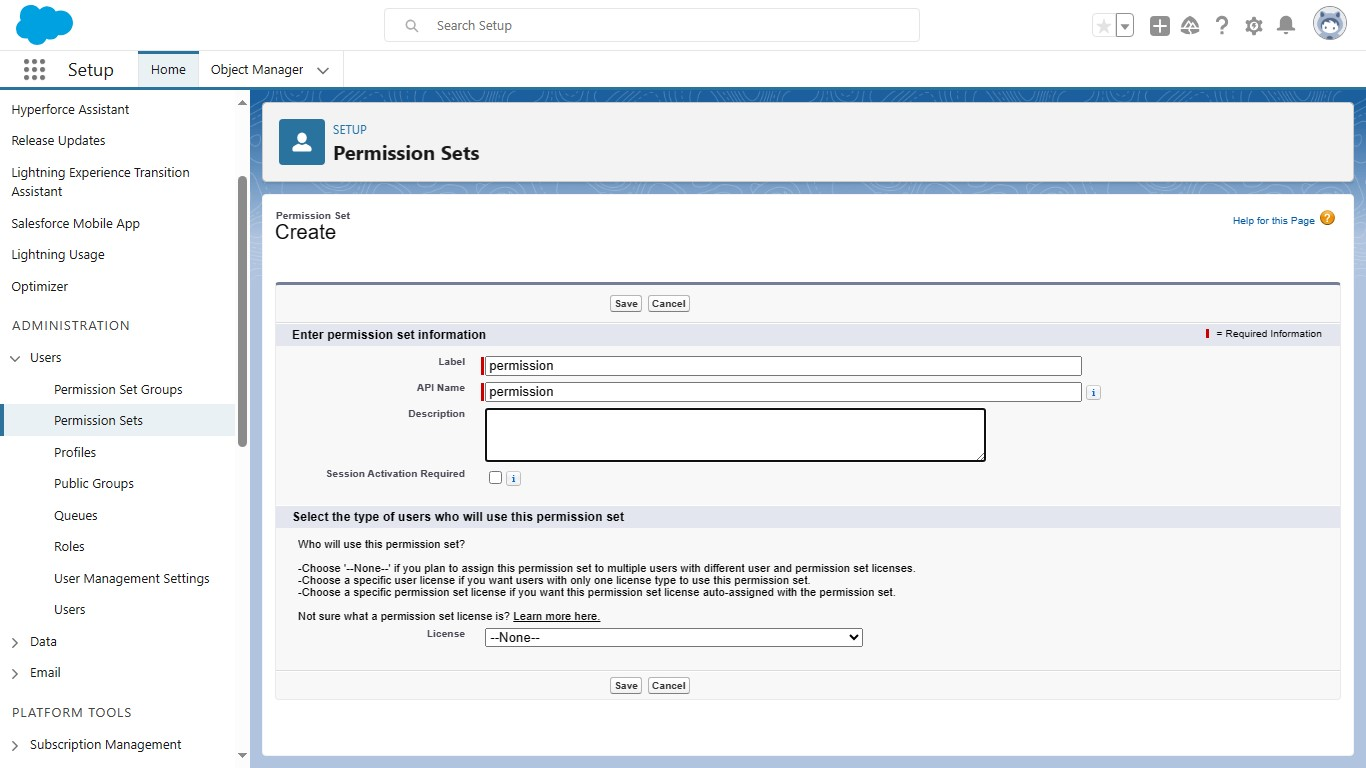 Search Setup
Setup
Home
Object Manager
Hyperforce Assistant
Release Updates
Lightning Experience Transition
Assistant
Salesforce Mobile App
Lightning Usage
Optimizer
ADMINISTRATION
Users
Permission Set Groups
Permission Sets
Profiles
Public Groups
Queues
Roles
User Management Settings
Users
Data
Email
PLATFORM TOOLS
Subscription Management
SETUP
Permission Sets
Permission Set
Create
Help for this Page ?
Save Cancel
Enter permission set information
= Required Information
Label permission
API Name permission i
Description
Session Activation Required i
Select the type of users who will use this permission set
Who will use this permission set?
-Choose '--None--' if you plan to assign this permission set to multiple users with different user and permission set licenses.
-Choose a specific user license if you want users with only one license type to use this permission set.
-Choose a specific permission set license if you want this permission set license auto-assigned with the permission set.
Not sure what a permission set license is? Learn more here.
License --None--
Save Cancel